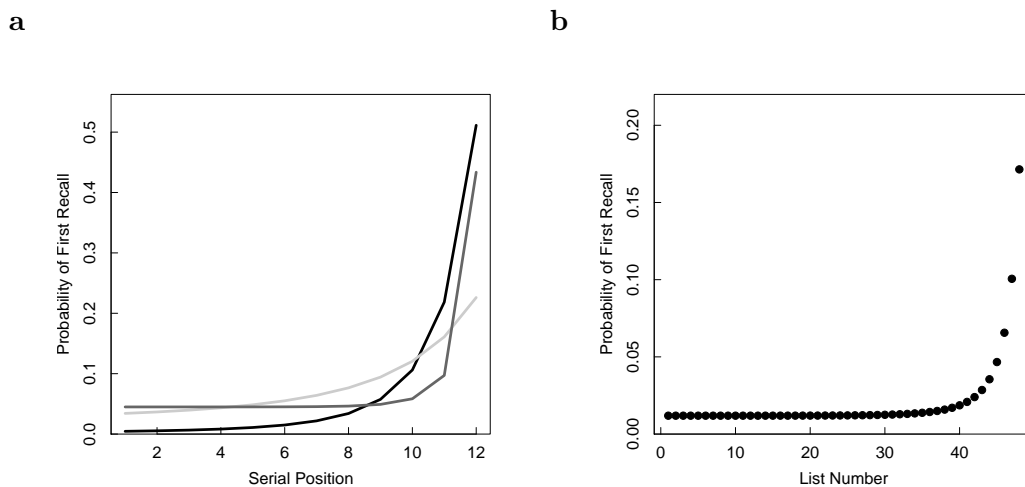 a
b
Probability of First Recall
0.0 0.1 0.2 0.3 0.4 0.5
2 4 6 8 10 12
Serial Position
Probability of First Recall
0.00 0.05 0.10 0.15 0.20
0 10 20 30 40
List Number